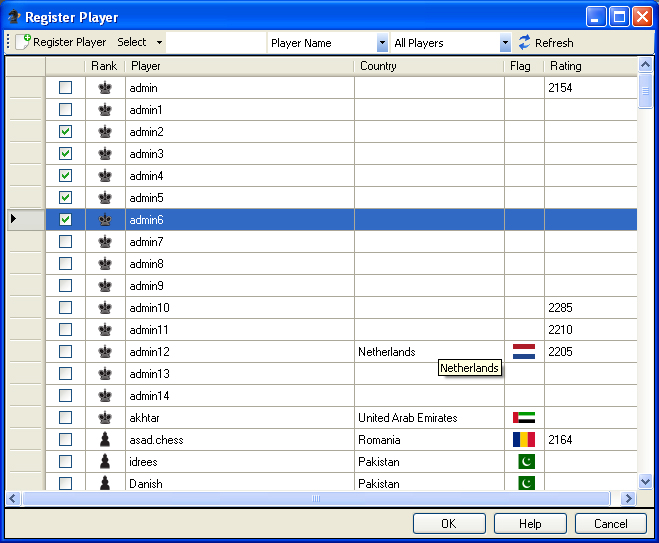 Register Player
Register Player Select Player Name All Players Refresh
Rank Player Country Flag Rating
admin 2154
admin1
admin2
admin3
admin4
admin5
admin6
admin7
admin8
admin9
admin10 2285
admin11 2210
admin12 Netherlands 2205
Netherlands
admin13
admin14
akhtar United Arab Emirates
asad.chess Romania 2164
idrees Pakistan
Danish Pakistan
OK Help Cancel